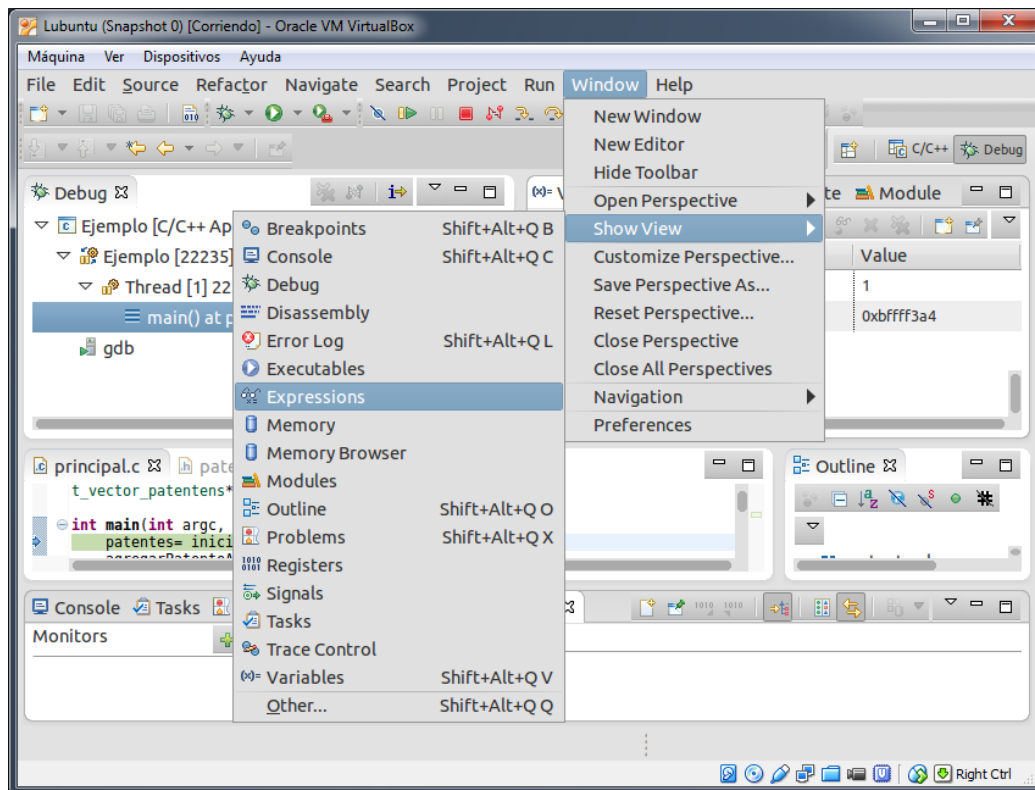 Lubuntu (Snapshot 0) [Corriendo] - Oracle VM VirtualBox
Máquina Ver Dispositivos Ayuda
File Edit Source Refactor Navigate Search Project Run Window Help
C/C++ Debug
New Window
New Editor
Hide Toolbar
Open Perspective
Show View
Customize Perspective...
Save Perspective As...
Reset Perspective...
Close Perspective
Close All Perspectives
Navigation
Preferences
Debug
Module
Ejemplo [C/C++ Ap
Ejemplo [22235]
Thread [1] 22
main() at p
gdb
Value
1
0xbffff3a4
Breakpoints Shift+Alt+Q B
Console Shift+Alt+Q C
Debug
Disassembly
Error Log Shift+Alt+Q L
Executables
Expressions
Memory
Memory Browser
Modules
Outline Shift+Alt+Q O
Problems Shift+Alt+Q X
Registers
Signals
Tasks
Trace Control
Variables Shift+Alt+Q V
Other... Shift+Alt+Q Q
principal.c pate
t_vector_patentens*
int main(int argc,
patentes= inici
Outline
Console Tasks
Monitors
Right Ctrl